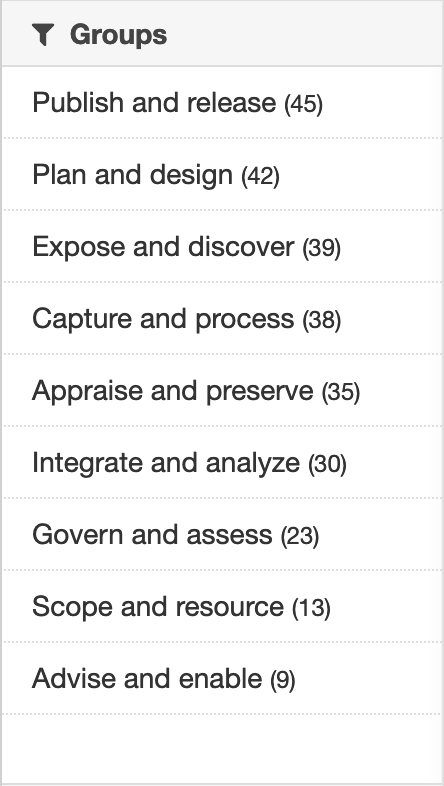 Groups
Publish and release (45)
Plan and design (42)
Expose and discover (39)
Capture and process (38)
Appraise and preserve (35)
Integrate and analyze (30)
Govern and assess (23)
Scope and resource (13)
Advise and enable (9)